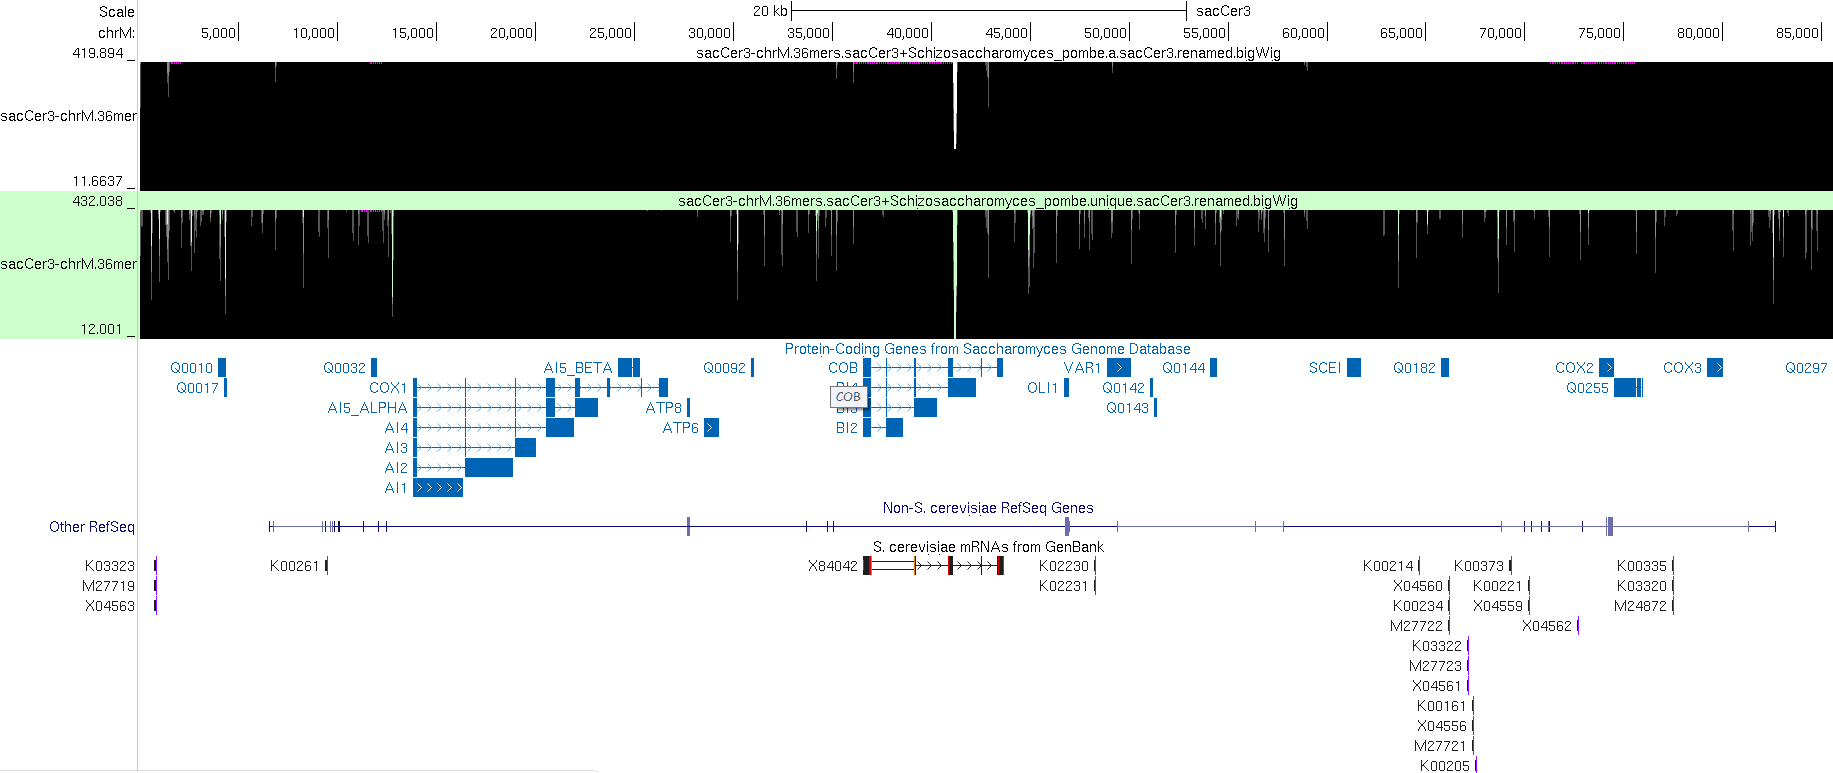 Scale 20 kb sacCer3
chrM: 5,000 10,000 15,000 20,000 25,000 30,000 35,000 40,000 45,000 50,000 55,000 60,000 65,000 70,000 75,000 80,000 85,000
sacCer3-chrM.36mers.sacCer3+Schizosaccharomyces_pombe.a.sacCer3.renamed.bigWig
419.894 _
sacCer3-chrM.36mer
11.6637 _
432.038 _ sacCer3-chrM.36mers.sacCer3+Schizosaccharomyces_pombe.unique.sacCer3.renamed.bigWig
sacCer3-chrM.36mer
12.001 _
Protein-Coding Genes from Saccharomyces Genome Database
Q0010 Q0032 AI5_BETA Q0092 COB VAR1 Q0144 SCEI Q0182 COX2 COX3 Q0297
Q0017 COX1 OLI1 Q0142 Q0255
COB
AI5_ALPHA ATP8 Q0143
AI4 ATP6 BI2
AI3
AI2
AI1
Non-S. cerevisiae RefSeq Genes
Other RefSeq
S. cerevisiae mRNAs from GenBank
K03323 K00261 X84042 K02230 K00214 K00373 K00335
M27719 K02231 X04560 K00221 K03320
X04563 K00234 X04559 M24872
M27722 X04562
K03322
M27723
X04561
K00161
X04556
M27721
K00205